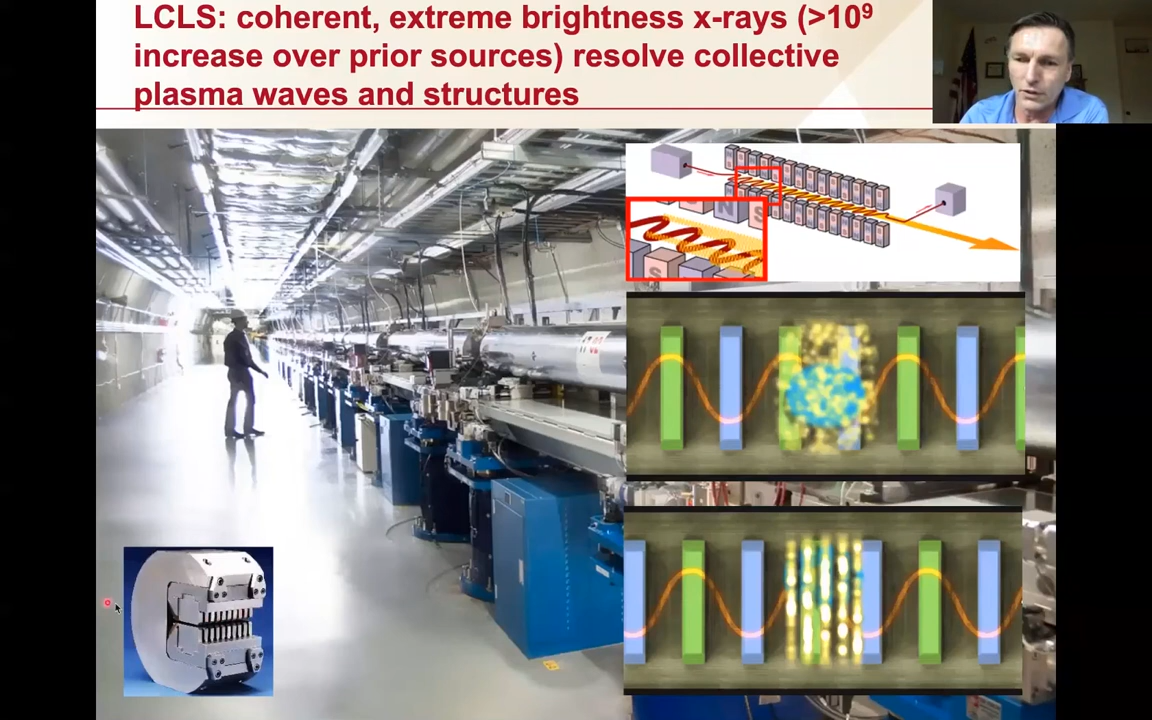 LCLS: coherent, extreme brightness x-rays (>10⁹
increase over prior sources) resolve collective
plasma waves and structures
N
S
S